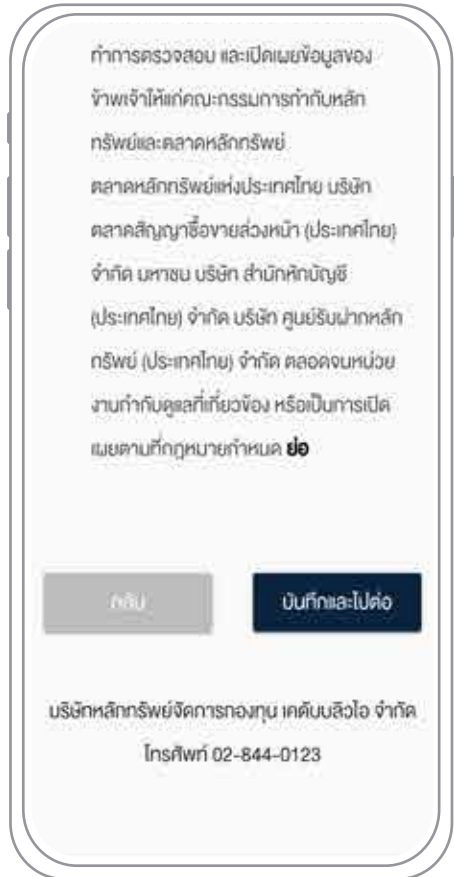 ทำการตรวจสอบ และเปิดเผยข้อมูลของ
ข้าพเจ้าให้แก่คณะกรรมการกำกับหลัก
ทรัพย์และตลาดหลักทรัพย์
ตลาดหลักทรัพย์แห่งประเทศไทย บริษัท
ตลาดสัญญาซื้อขายล่วงหน้า (ประเทศไทย)
จำกัด มหาชน บริษัท สำนักหักบัญชี
(ประเทศไทย) จำกัด บริษัท ศูนย์รับฝากหลัก
ทรัพย์ (ประเทศไทย) จำกัด ตลอดจนหน่วย
งานกำกับดูแลที่เกี่ยวข้อง หรือเป็นการเปิด
เผยตามที่กฎหมายกำหนด ย่อ
กลับ
บันทึกและไปต่อ
บริษัทหลักทรัพย์จัดการกองทุน เคดับบลิวไอ จำกัด
โทรศัพท์ 02-844-0123